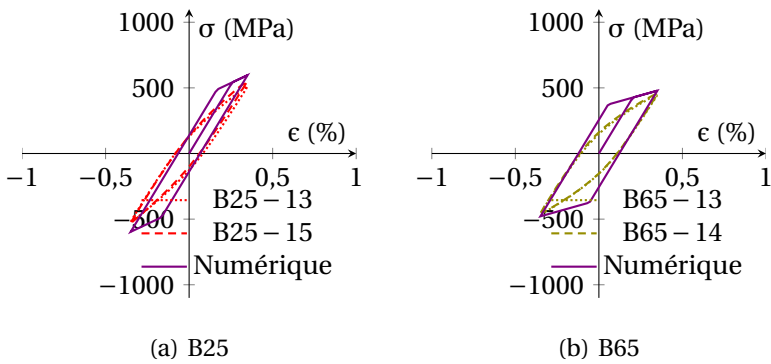 1000 σ (MPa) 1000 σ (MPa)
500 500
ϵ (%) ϵ (%)
−1 −0,5 0,5 1 −1 −0,5 0,5 1
B25 − 13 B65 − 13
−500 −500
B25 − 15 B65 − 14
Numérique Numérique
−1000 −1000
(a) B25 (b) B65